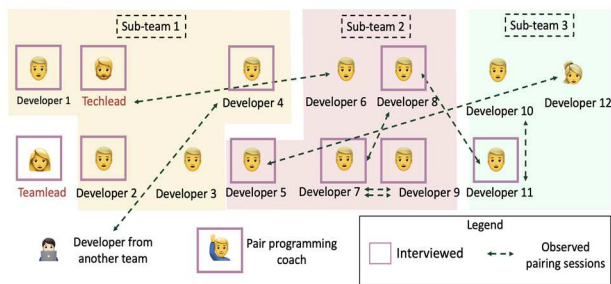 Sub-team 1
Sub-team 2
Sub-team 3
Developer 1
Techlead
Developer 4
Developer 6
Developer 8
Developer 10
Developer 12
Teamlead
Developer 2
Developer 3
Developer 5
Developer 7
Developer 9
Developer 11
Developer from
another team
Pair programming
coach
Legend
Interviewed
Observed
pairing sessions